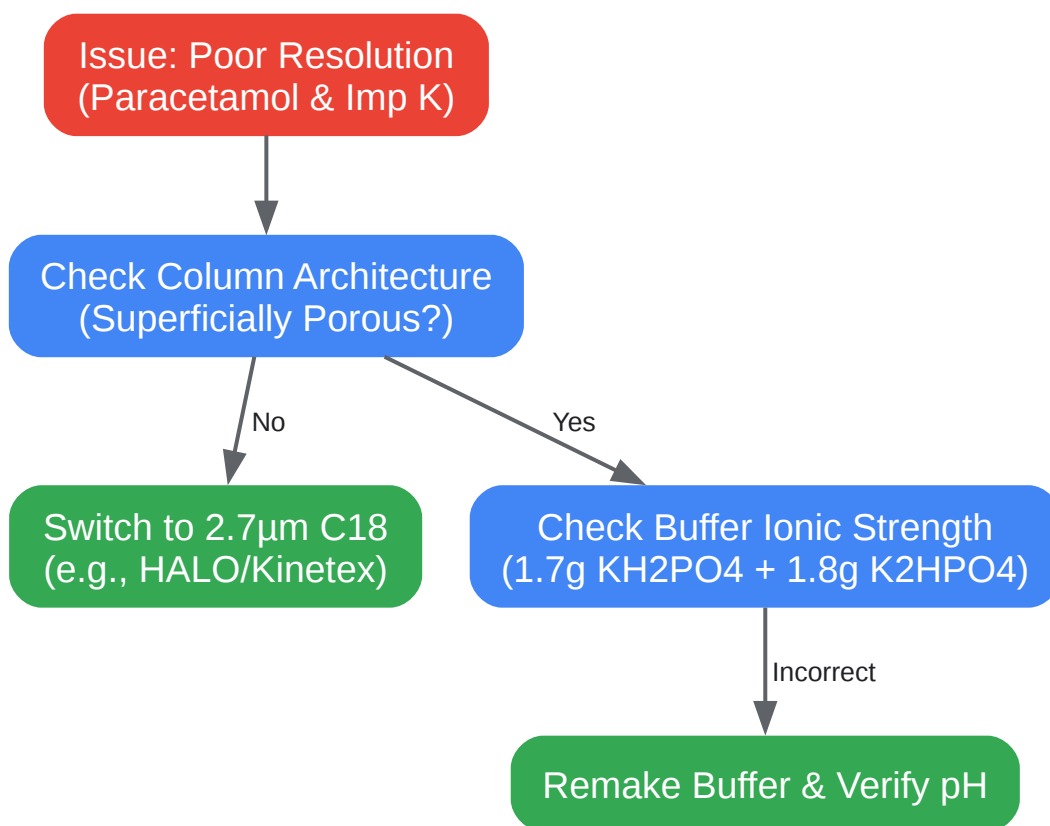 Issue: Poor Resolution
(Paracetamol & Imp K)
Check Column Architecture
(Superficially Porous?)
No
Yes
Switch to 2.7µm C18
(e.g., HALO/Kinetex)
Check Buffer Ionic Strength
(1.7g KH2PO4 + 1.8g K2HPO4)
Incorrect
Remake Buffer & Verify pH